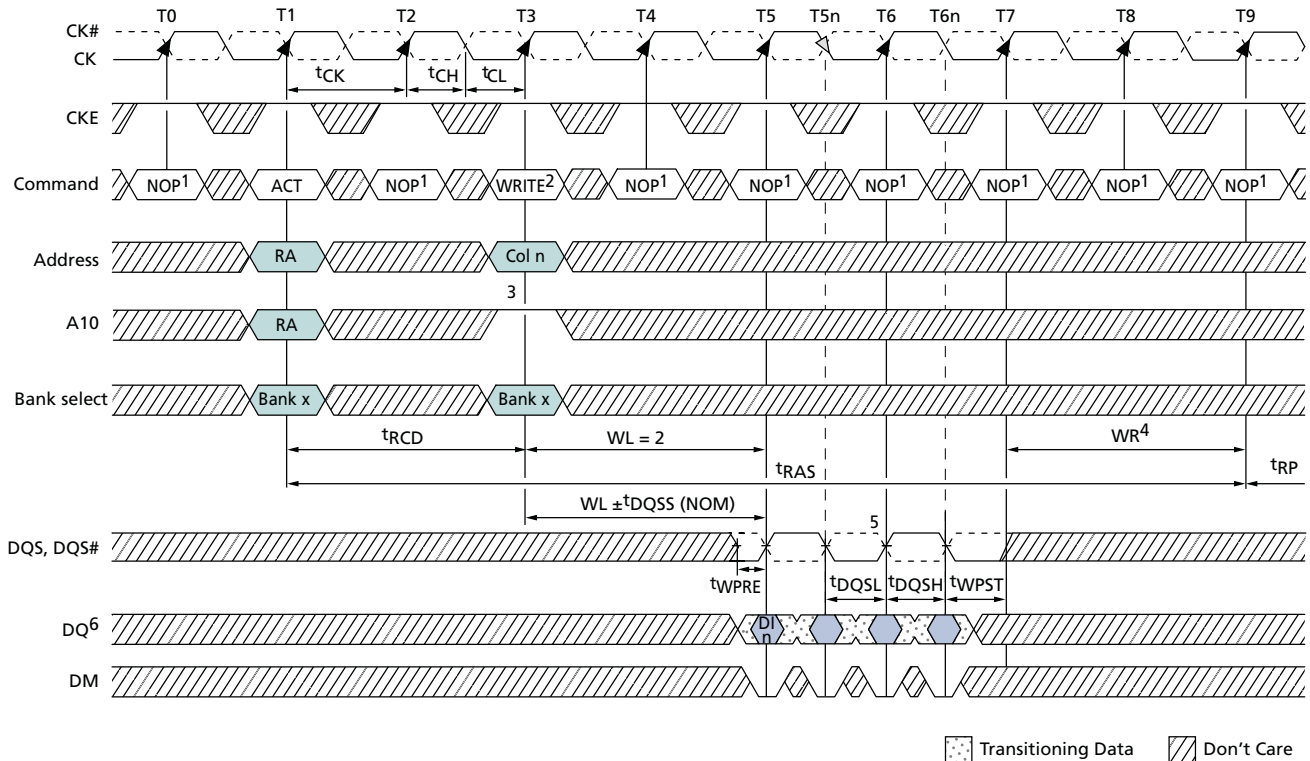 T0 T1 T2 T3 T4 T5 T5n T6 T6n T7 T8 T9
CK#
CK
tCK tCH tCL
CKE
Command NOP1 ACT NOP1 WRITE2 NOP1 NOP1 NOP1 NOP1 NOP1 NOP1
Address RA Col n
3
A10 RA
Bank select Bank x Bank x
tRCD WL = 2 WR4
tRAS tRP
WL ±tDQSS (NOM)
5
DQS, DQS#
tWPRE tDQSL tDQSH tWPST
DQ6 DI
n
DM
Transitioning Data Don't Care